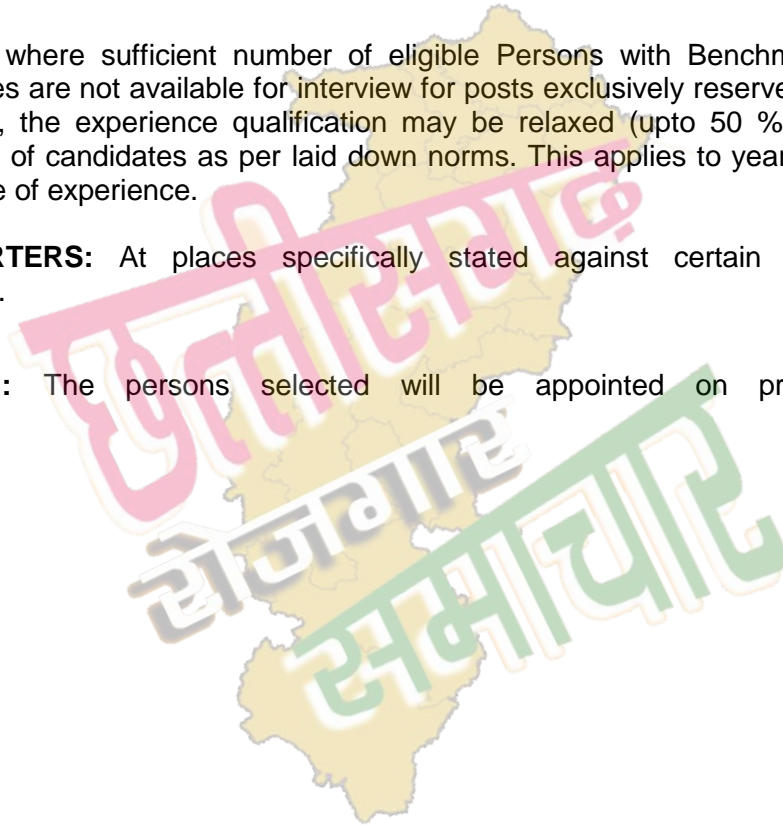 where sufficient number of eligible Persons with Benchm
es are not available for interview for posts exclusively reserve
, the experience qualification may be relaxed (upto 50 %
of candidates as per laid down norms. This applies to year
e of experience.
RTERS: At places specifically stated against certain
.
: The persons selected will be appointed on pr
छत्तीसगढ़
रोजगार
समाचार